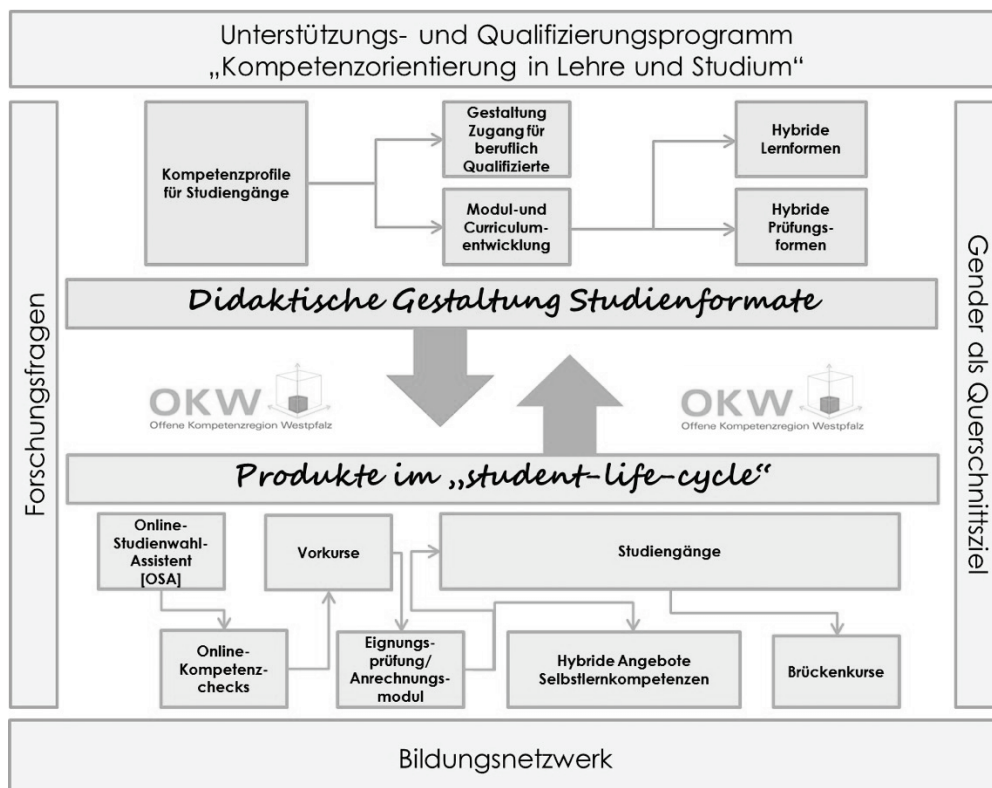 Unterstützungs- und Qualifizierungsprogramm
„Kompetenzorientierung in Lehre und Studium“
Forschungsfragen
Kompetenzprofile
für Studiengänge
Gestaltung
Zugang für
beruflich
Qualifizierte
Modul-und
Curriculum-
entwicklung
Hybride
Lernformen
Hybride
Prüfungs-
formen
Gender als Querschnittsziel
Didaktische Gestaltung Studienformate
OKW
Offene Kompetenzregion Westpfalz
OKW
Offene Kompetenzregion Westpfalz
Produkte im „student-life-cycle“
Online-
Studienwahl-
Assistent
[OSA]
Vorkurse
Studiengänge
Online-
Kompetenz-
checks
Eignungs-
prüfung/
Anrechnungs-
modul
Hybride Angebote
Selbstlernkompetenzen
Brückenkurse
Bildungsnetzwerk